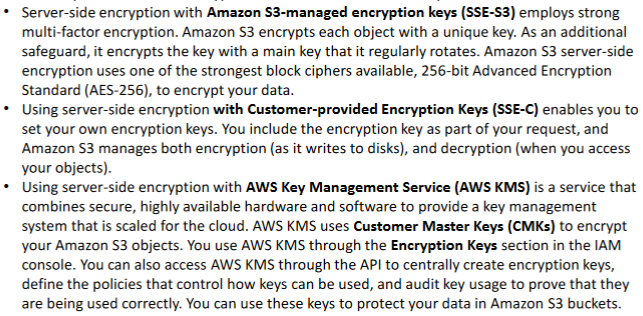 • Server-side encryption with Amazon S3-managed encryption keys (SSE-S3) employs strong
multi-factor encryption. Amazon S3 encrypts each object with a unique key. As an additional
safeguard, it encrypts the key with a main key that it regularly rotates. Amazon S3 server-side
encryption uses one of the strongest block ciphers available, 256-bit Advanced Encryption
Standard (AES-256), to encrypt your data.
• Using server-side encryption with Customer-provided Encryption Keys (SSE-C) enables you to
set your own encryption keys. You include the encryption key as part of your request, and
Amazon S3 manages both encryption (as it writes to disks), and decryption (when you access
your objects).
• Using server-side encryption with AWS Key Management Service (AWS KMS) is a service that
combines secure, highly available hardware and software to provide a key management
system that is scaled for the cloud. AWS KMS uses Customer Master Keys (CMKs) to encrypt
your Amazon S3 objects. You use AWS KMS through the Encryption Keys section in the IAM
console. You can also access AWS KMS through the API to centrally create encryption keys,
define the policies that control how keys can be used, and audit key usage to prove that they
are being used correctly. You can use these keys to protect your data in Amazon S3 buckets.